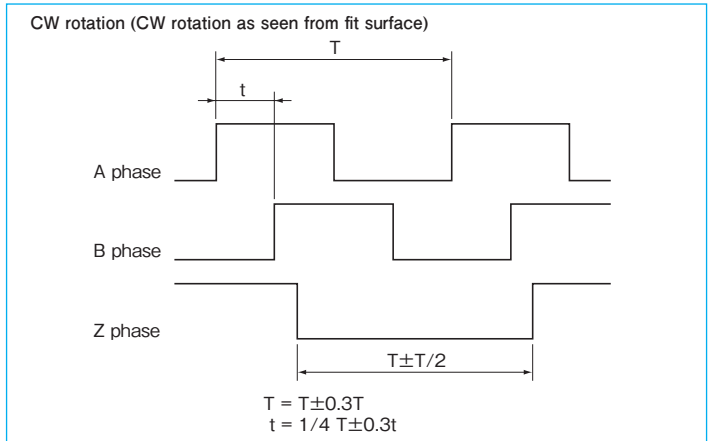 CW rotation (CW rotation as seen from fit surface)
T
t
A phase
B phase
Z phase
T±T/2
T = T±0.3T
t = 1/4 T±0.3t